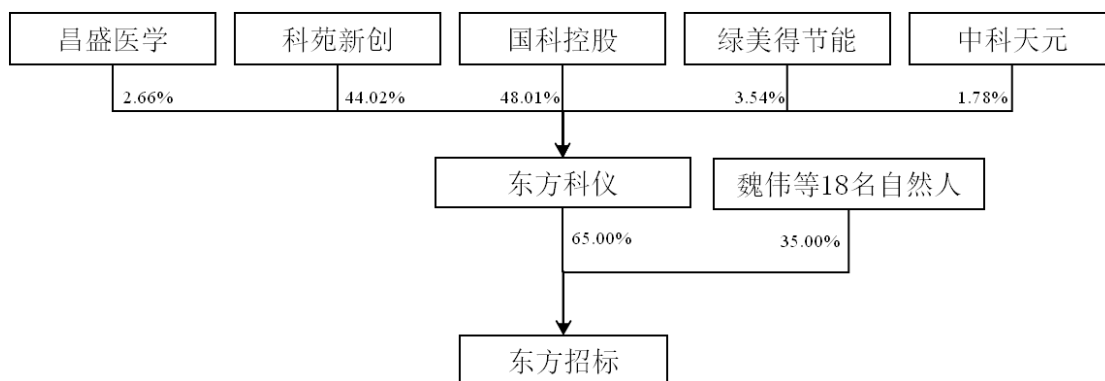 昌盛医学
科苑新创
国科控股
绿美得节能
中科天元
2.66%
44.02%
48.01%
3.54%
1.78%
东方科仪
魏伟等18名自然人
65.00%
35.00%
东方招标